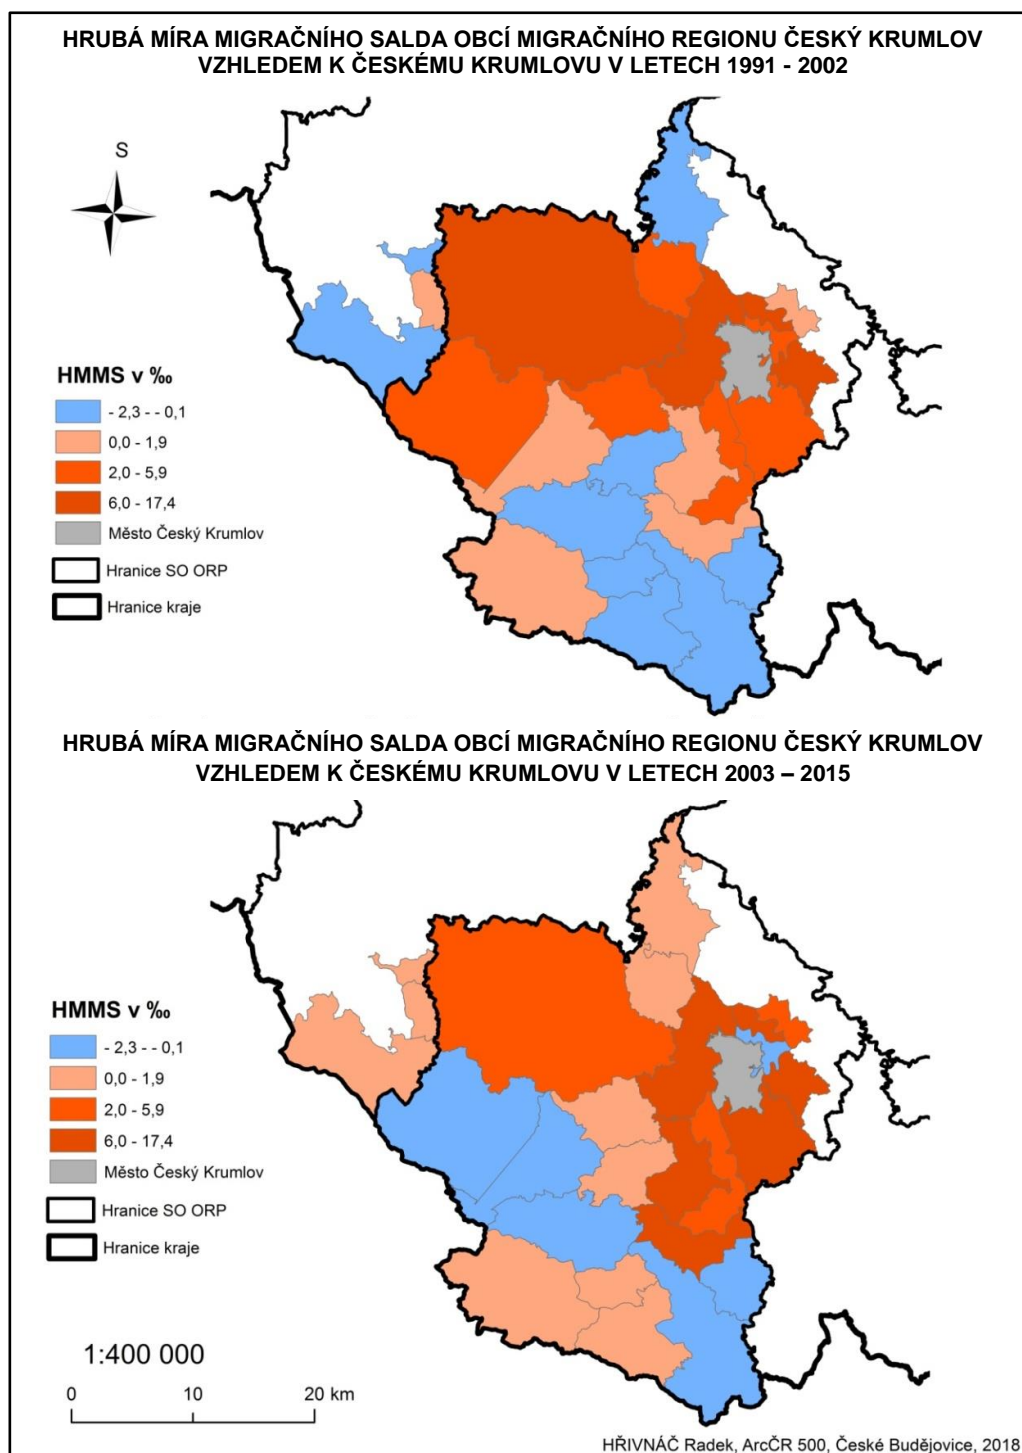 HRUBÁ MÍRA MIGRAČNÍHO SALDA OBCÍ MIGRAČNÍHO REGIONU ČESKÝ KRUMLOV
VZHLEDEM K ČESKÉMU KRUMLOVU V LETECH 1991 - 2002
S
HMMS v ‰
- 2,3 - - 0,1
0,0 - 1,9
2,0 - 5,9
6,0 - 17,4
Město Český Krumlov
Hranice SO ORP
Hranice kraje
HRUBÁ MÍRA MIGRAČNÍHO SALDA OBCÍ MIGRAČNÍHO REGIONU ČESKÝ KRUMLOV
VZHLEDEM K ČESKÉMU KRUMLOVU V LETECH 2003 – 2015
HMMS v ‰
- 2,3 - - 0,1
0,0 - 1,9
2,0 - 5,9
6,0 - 17,4
Město Český Krumlov
Hranice SO ORP
Hranice kraje
1:400 000
0 10 20 km
HŘIVNÁČ Radek, ArcČR 500, České Budějovice, 2018